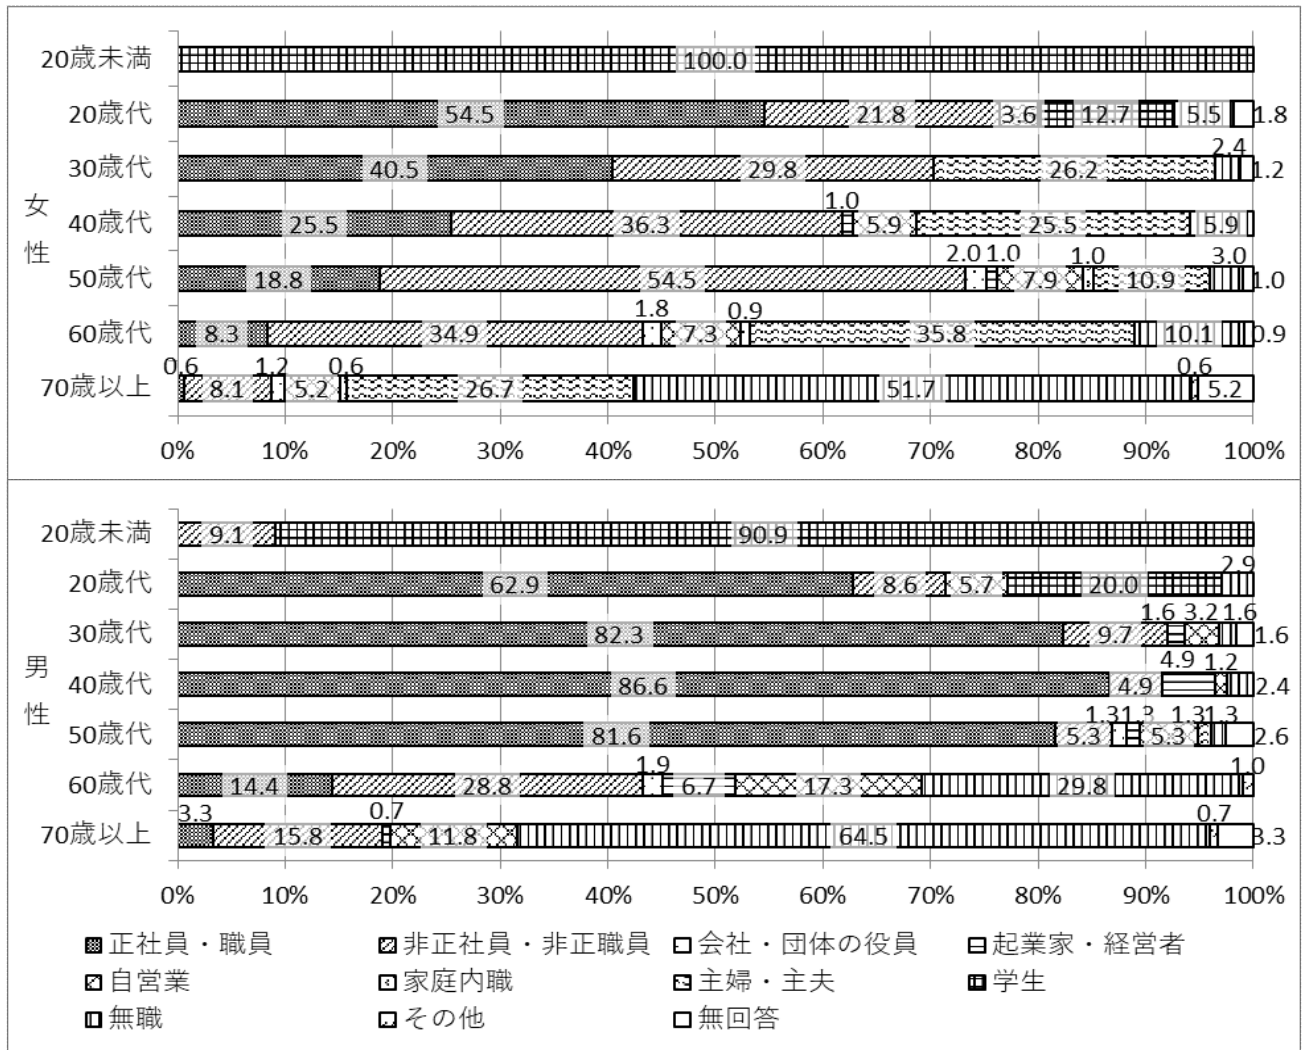 女性
20歳未満 100.0
20歳代 54.5 21.8 3.6 12.7 5.5 1.8
30歳代 40.5 29.8 26.2 2.4 1.2
40歳代 25.5 36.3 1.0 5.9 25.5 5.9
50歳代 18.8 54.5 2.0 1.0 7.9 1.0 10.9 3.0 1.0
60歳代 8.3 34.9 1.8 7.3 0.9 35.8 10.1 0.9
70歳以上 0.6 8.1 1.2 5.2 0.6 26.7 51.7 0.6 5.2
0% 10% 20% 30% 40% 50% 60% 70% 80% 90% 100%
男性
20歳未満 9.1 90.9
20歳代 62.9 8.6 5.7 20.0 2.9
30歳代 82.3 9.7 1.6 3.2 1.6 1.6
40歳代 86.6 4.9 4.9 1.2 2.4
50歳代 81.6 5.3 1.3 1.3 5.3 1.3 1.3 2.6
60歳代 14.4 28.8 1.9 6.7 17.3 29.8 1.0
70歳以上 3.3 15.8 0.7 11.8 64.5 0.7 3.3
0% 10% 20% 30% 40% 50% 60% 70% 80% 90% 100%
正社員・職員 非正社員・非正職員 会社・団体の役員 起業家・経営者
自営業 家庭内職 主婦・主夫 学生
無職 その他 無回答